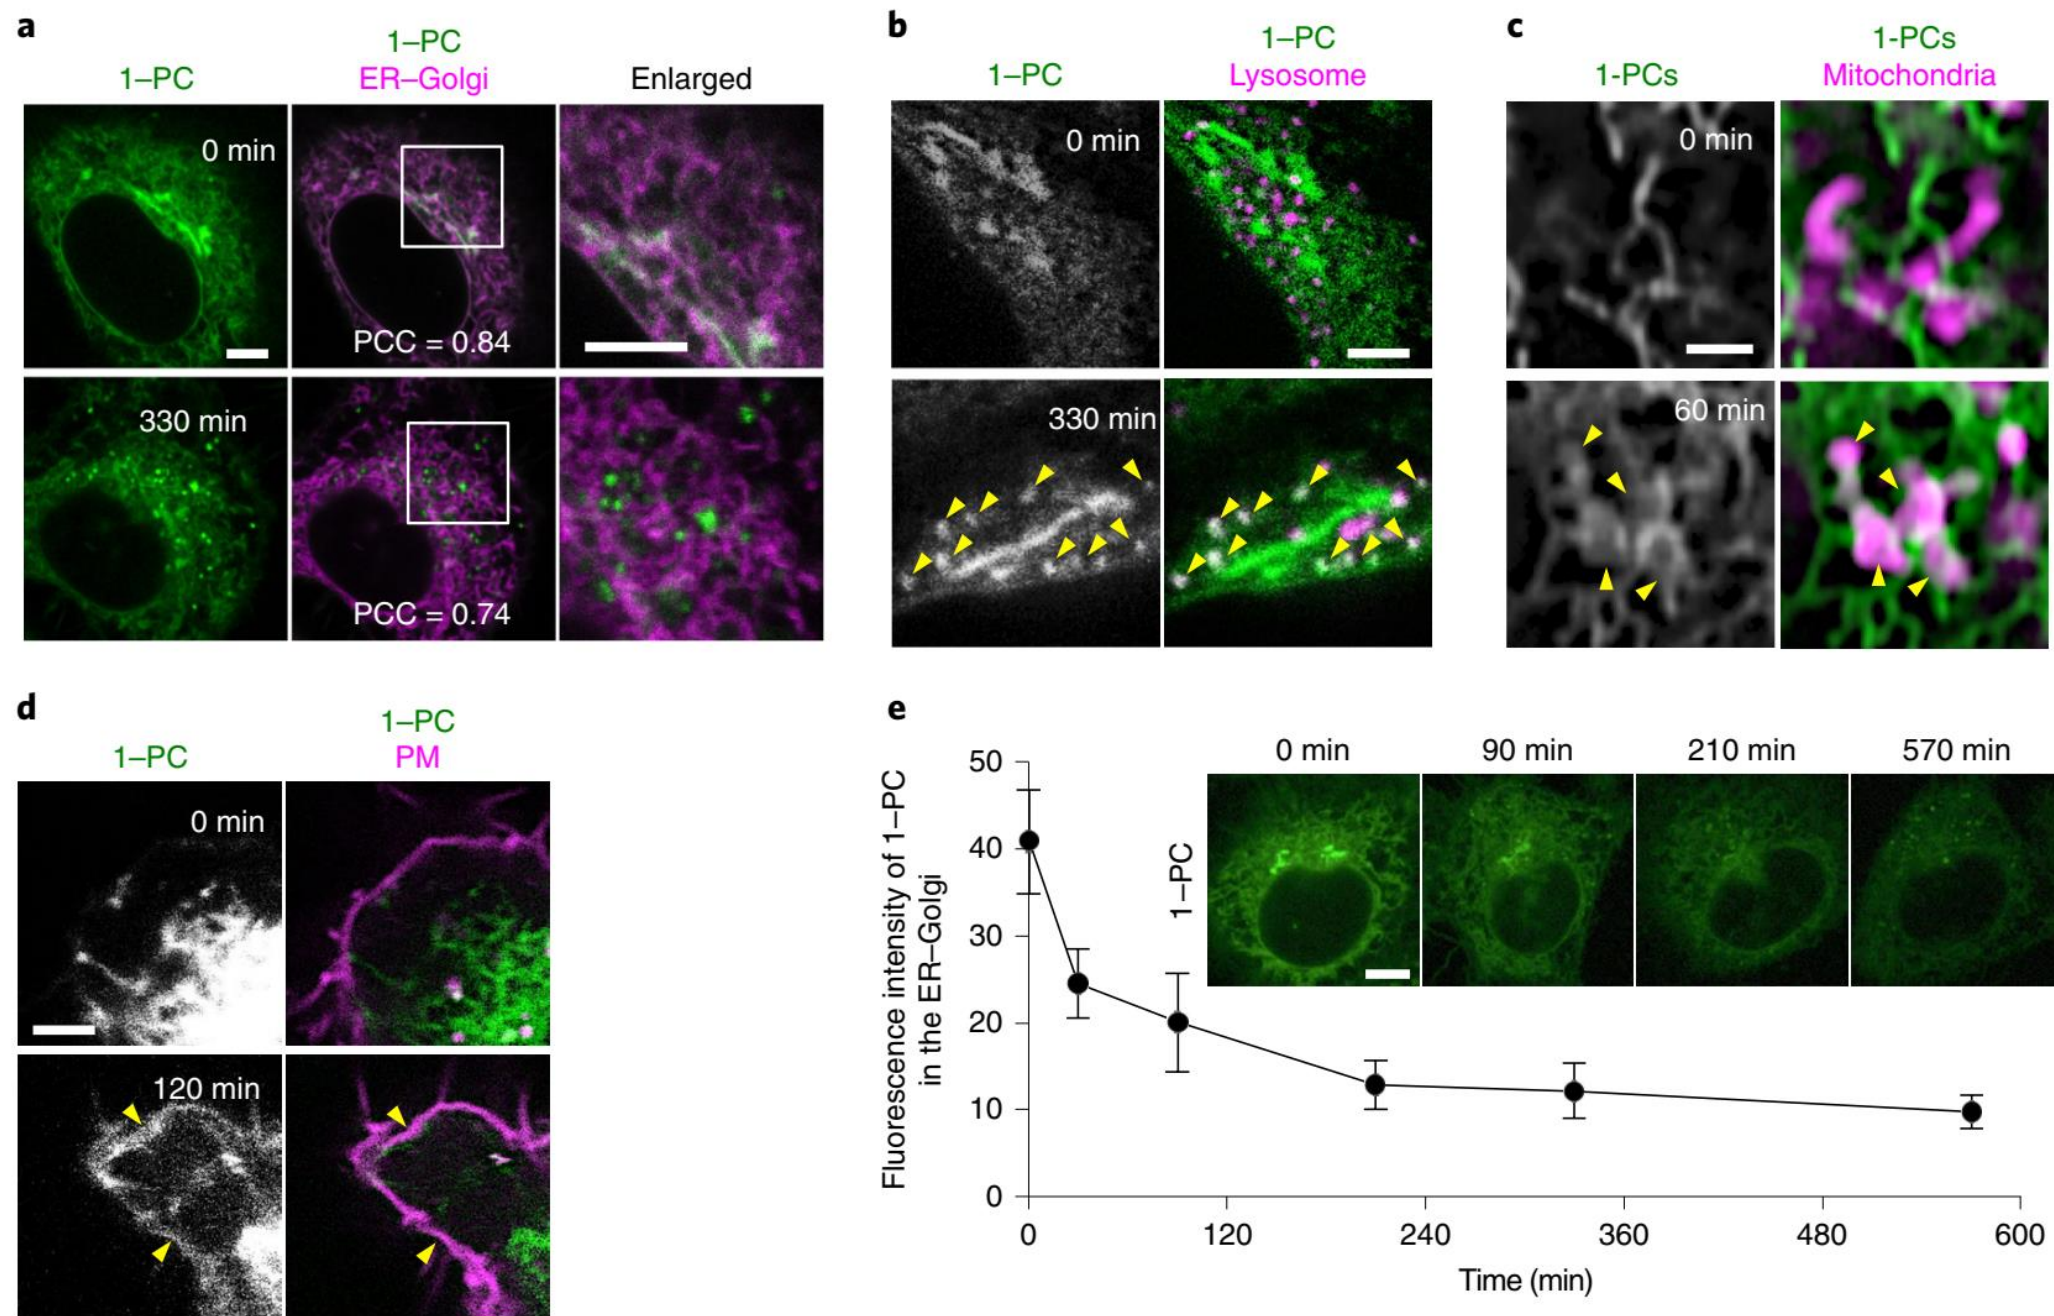 a
1–PC
1–PC
ER–Golgi
Enlarged
0 min
PCC = 0.84
330 min
PCC = 0.74
b
1–PC
1–PC
Lysosome
0 min
330 min
c
1-PCs
1-PCs
Mitochondria
0 min
60 min
d
1–PC
1–PC
PM
0 min
120 min
e
Fluorescence intensity of 1–PC
in the ER–Golgi
50
40
30
20
10
0
1–PC
0 min
90 min
210 min
570 min
0
120
240
360
480
600
Time (min)